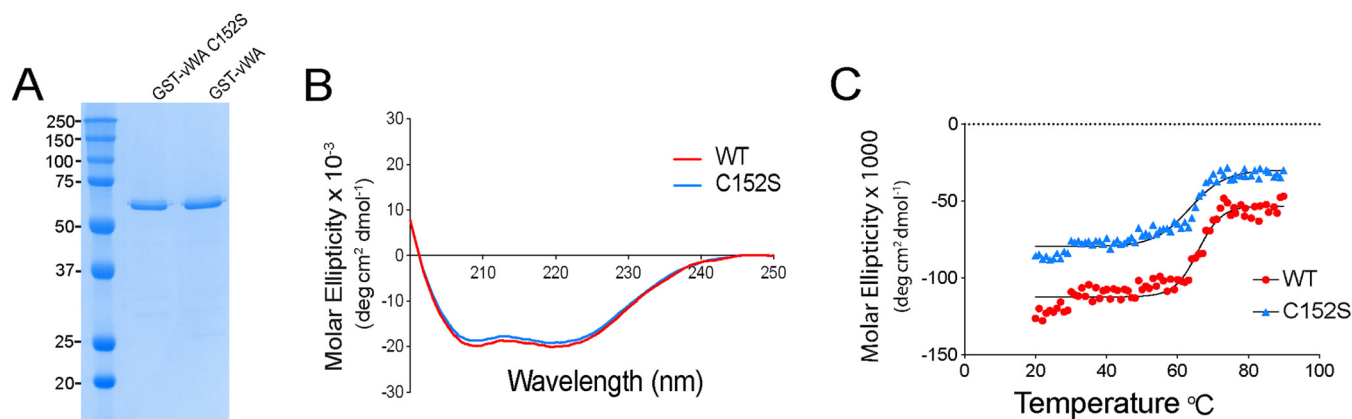 A
GST-vWA C152S
GST-vWA
250
150
100
75
50
37
25
20
B
Molar Ellipticity x 10-3
(deg cm2 dmol-1)
30
20
10
0
-10
-20
-30
210
220
230
240
250
WT
C152S
Wavelength (nm)
C
Molar Ellipticity x 1000
(deg cm2 dmol-1)
0
-50
-100
-150
0
20
40
60
80
100
WT
C152S
Temperature oC